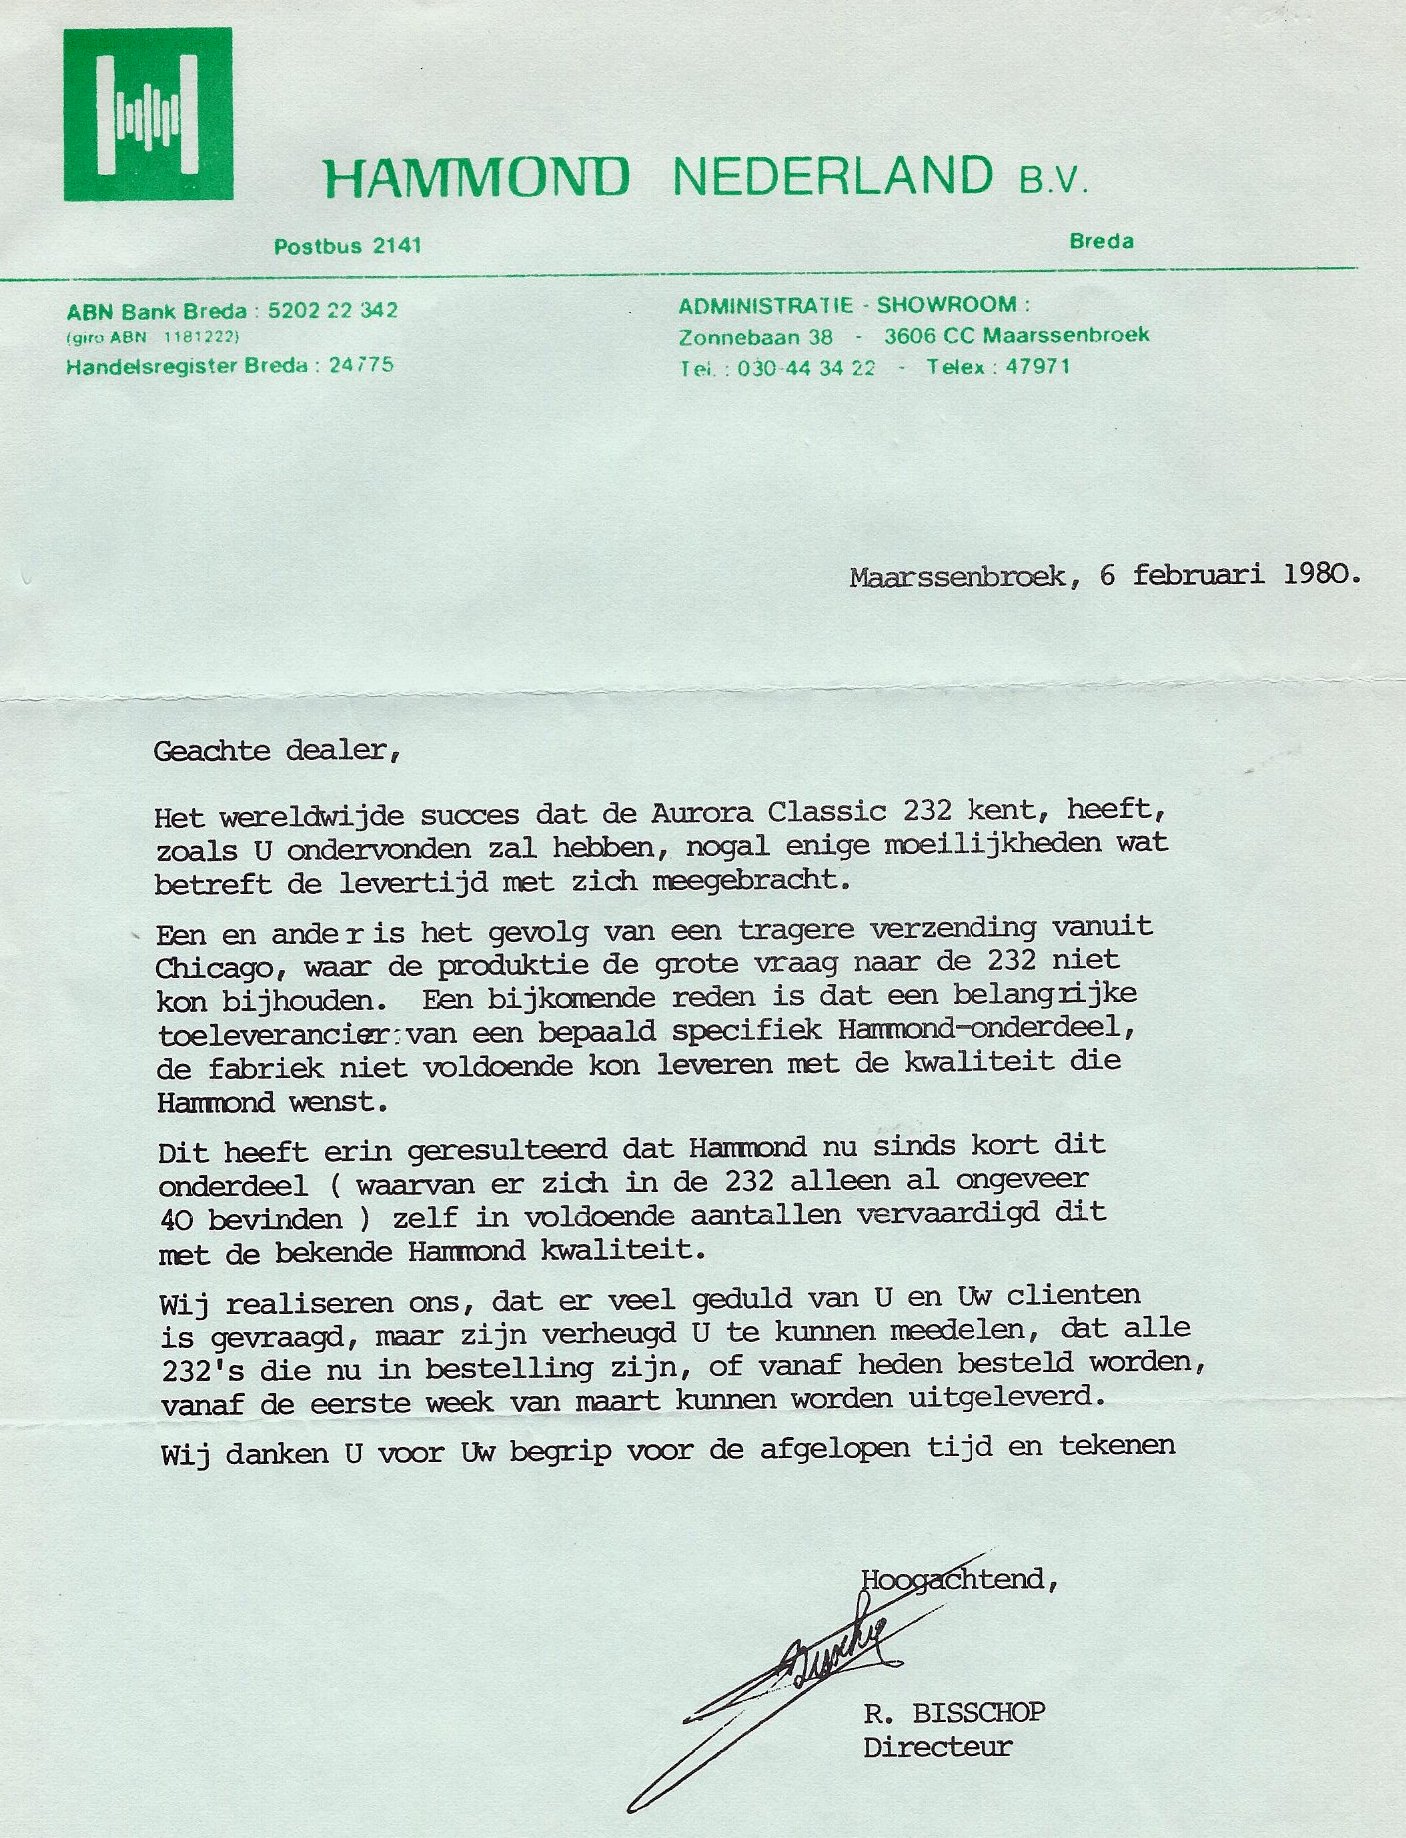 HAMMOND NEDERLAND B.V.
Postbus 2141 Breda
ABN Bank Breda : 5202 22 342
(giro ABN 1181222)
Handelsregister Breda : 24775
ADMINISTRATIE - SHOWROOM :
Zonnebaan 38 - 3606 CC Maarssenbroek
Tel. : 030-44 34 22 - Telex : 47971
Maarssenbroek, 6 februari 1980.
Geachte dealer,
Het wereldwijde succes dat de Aurora Classic 232 kent, heeft,
zoals U ondervonden zal hebben, nogal enige moeilijkheden wat
betreft de levertijd met zich meegebracht.
Een en ander is het gevolg van een tragere verzending vanuit
Chicago, waar de produktie de grote vraag naar de 232 niet
kon bijhouden. Een bijkomende reden is dat een belangrijke
toeleverancier van een bepaald specifiek Hammond-onderdeel,
de fabriek niet voldoende kon leveren met de kwaliteit die
Hammond wenst.
Dit heeft erin geresulteerd dat Hammond nu sinds kort dit
onderdeel ( waarvan er zich in de 232 alleen al ongeveer
40 bevinden ) zelf in voldoende aantallen vervaardigd dit
met de bekende Hammond kwaliteit.
Wij realiseren ons, dat er veel geduld van U en Uw clienten
is gevraagd, maar zijn verheugd U te kunnen meedelen, dat alle
232's die nu in bestelling zijn, of vanaf heden besteld worden,
vanaf de eerste week van maart kunnen worden uitgeleverd.
Wij danken U voor Uw begrip voor de afgelopen tijd en tekenen
Hoogachtend,
R. BISSCHOP
Directeur